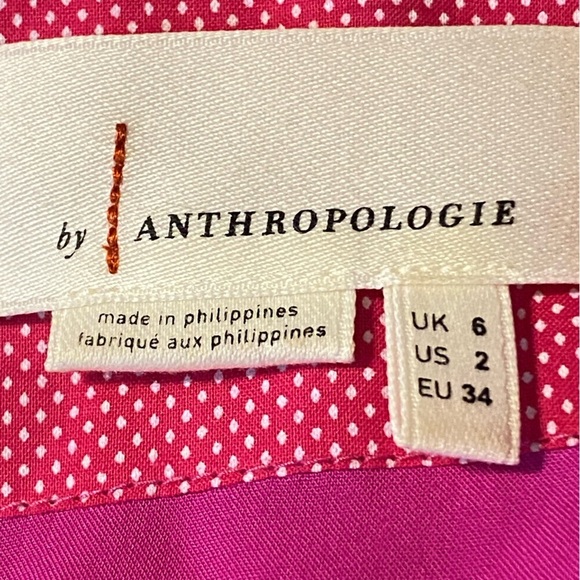 by ANTHROPOLOGIE
made in philippines
fabriqué aux philippines
UK 6
US 2
EU 34